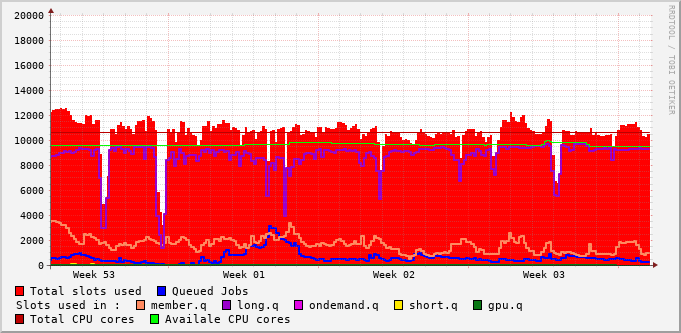 RRDTOOL / TOBI OETIKER
20000
18000
16000
14000
12000
10000
8000
6000
4000
2000
0
Week 53 Week 01 Week 02 Week 03
Total slots used Queued Jobs
Slots used in : member.q long.q ondemand.q short.q gpu.q
Total CPU cores Availale CPU cores